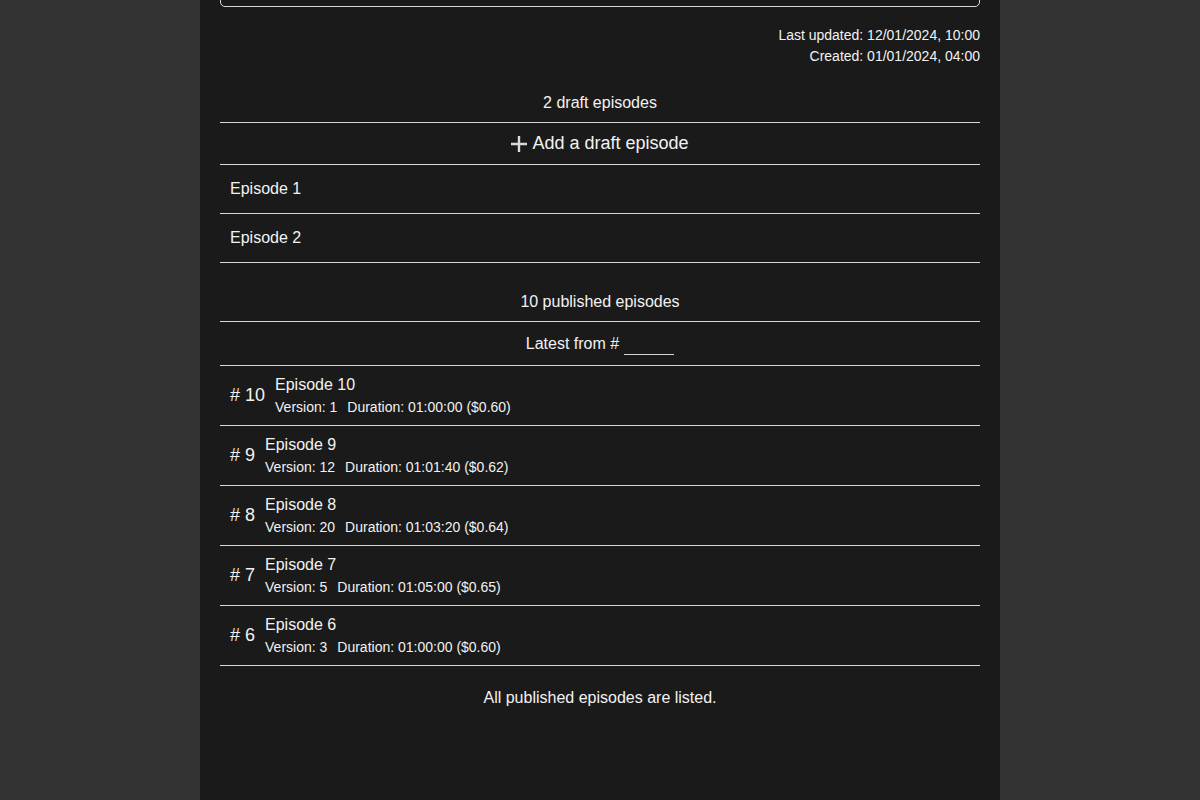 Last updated: 12/01/2024, 10:00
Created: 01/01/2024, 04:00
2 draft episodes
Add a draft episode
Episode 1
Episode 2
10 published episodes
Latest from #
# 10
Episode 10
Version: 1 Duration: 01:00:00 ($0.60)
# 9
Episode 9
Version: 12 Duration: 01:01:40 ($0.62)
# 8
Episode 8
Version: 20 Duration: 01:03:20 ($0.64)
# 7
Episode 7
Version: 5 Duration: 01:05:00 ($0.65)
# 6
Episode 6
Version: 3 Duration: 01:00:00 ($0.60)
All published episodes are listed.